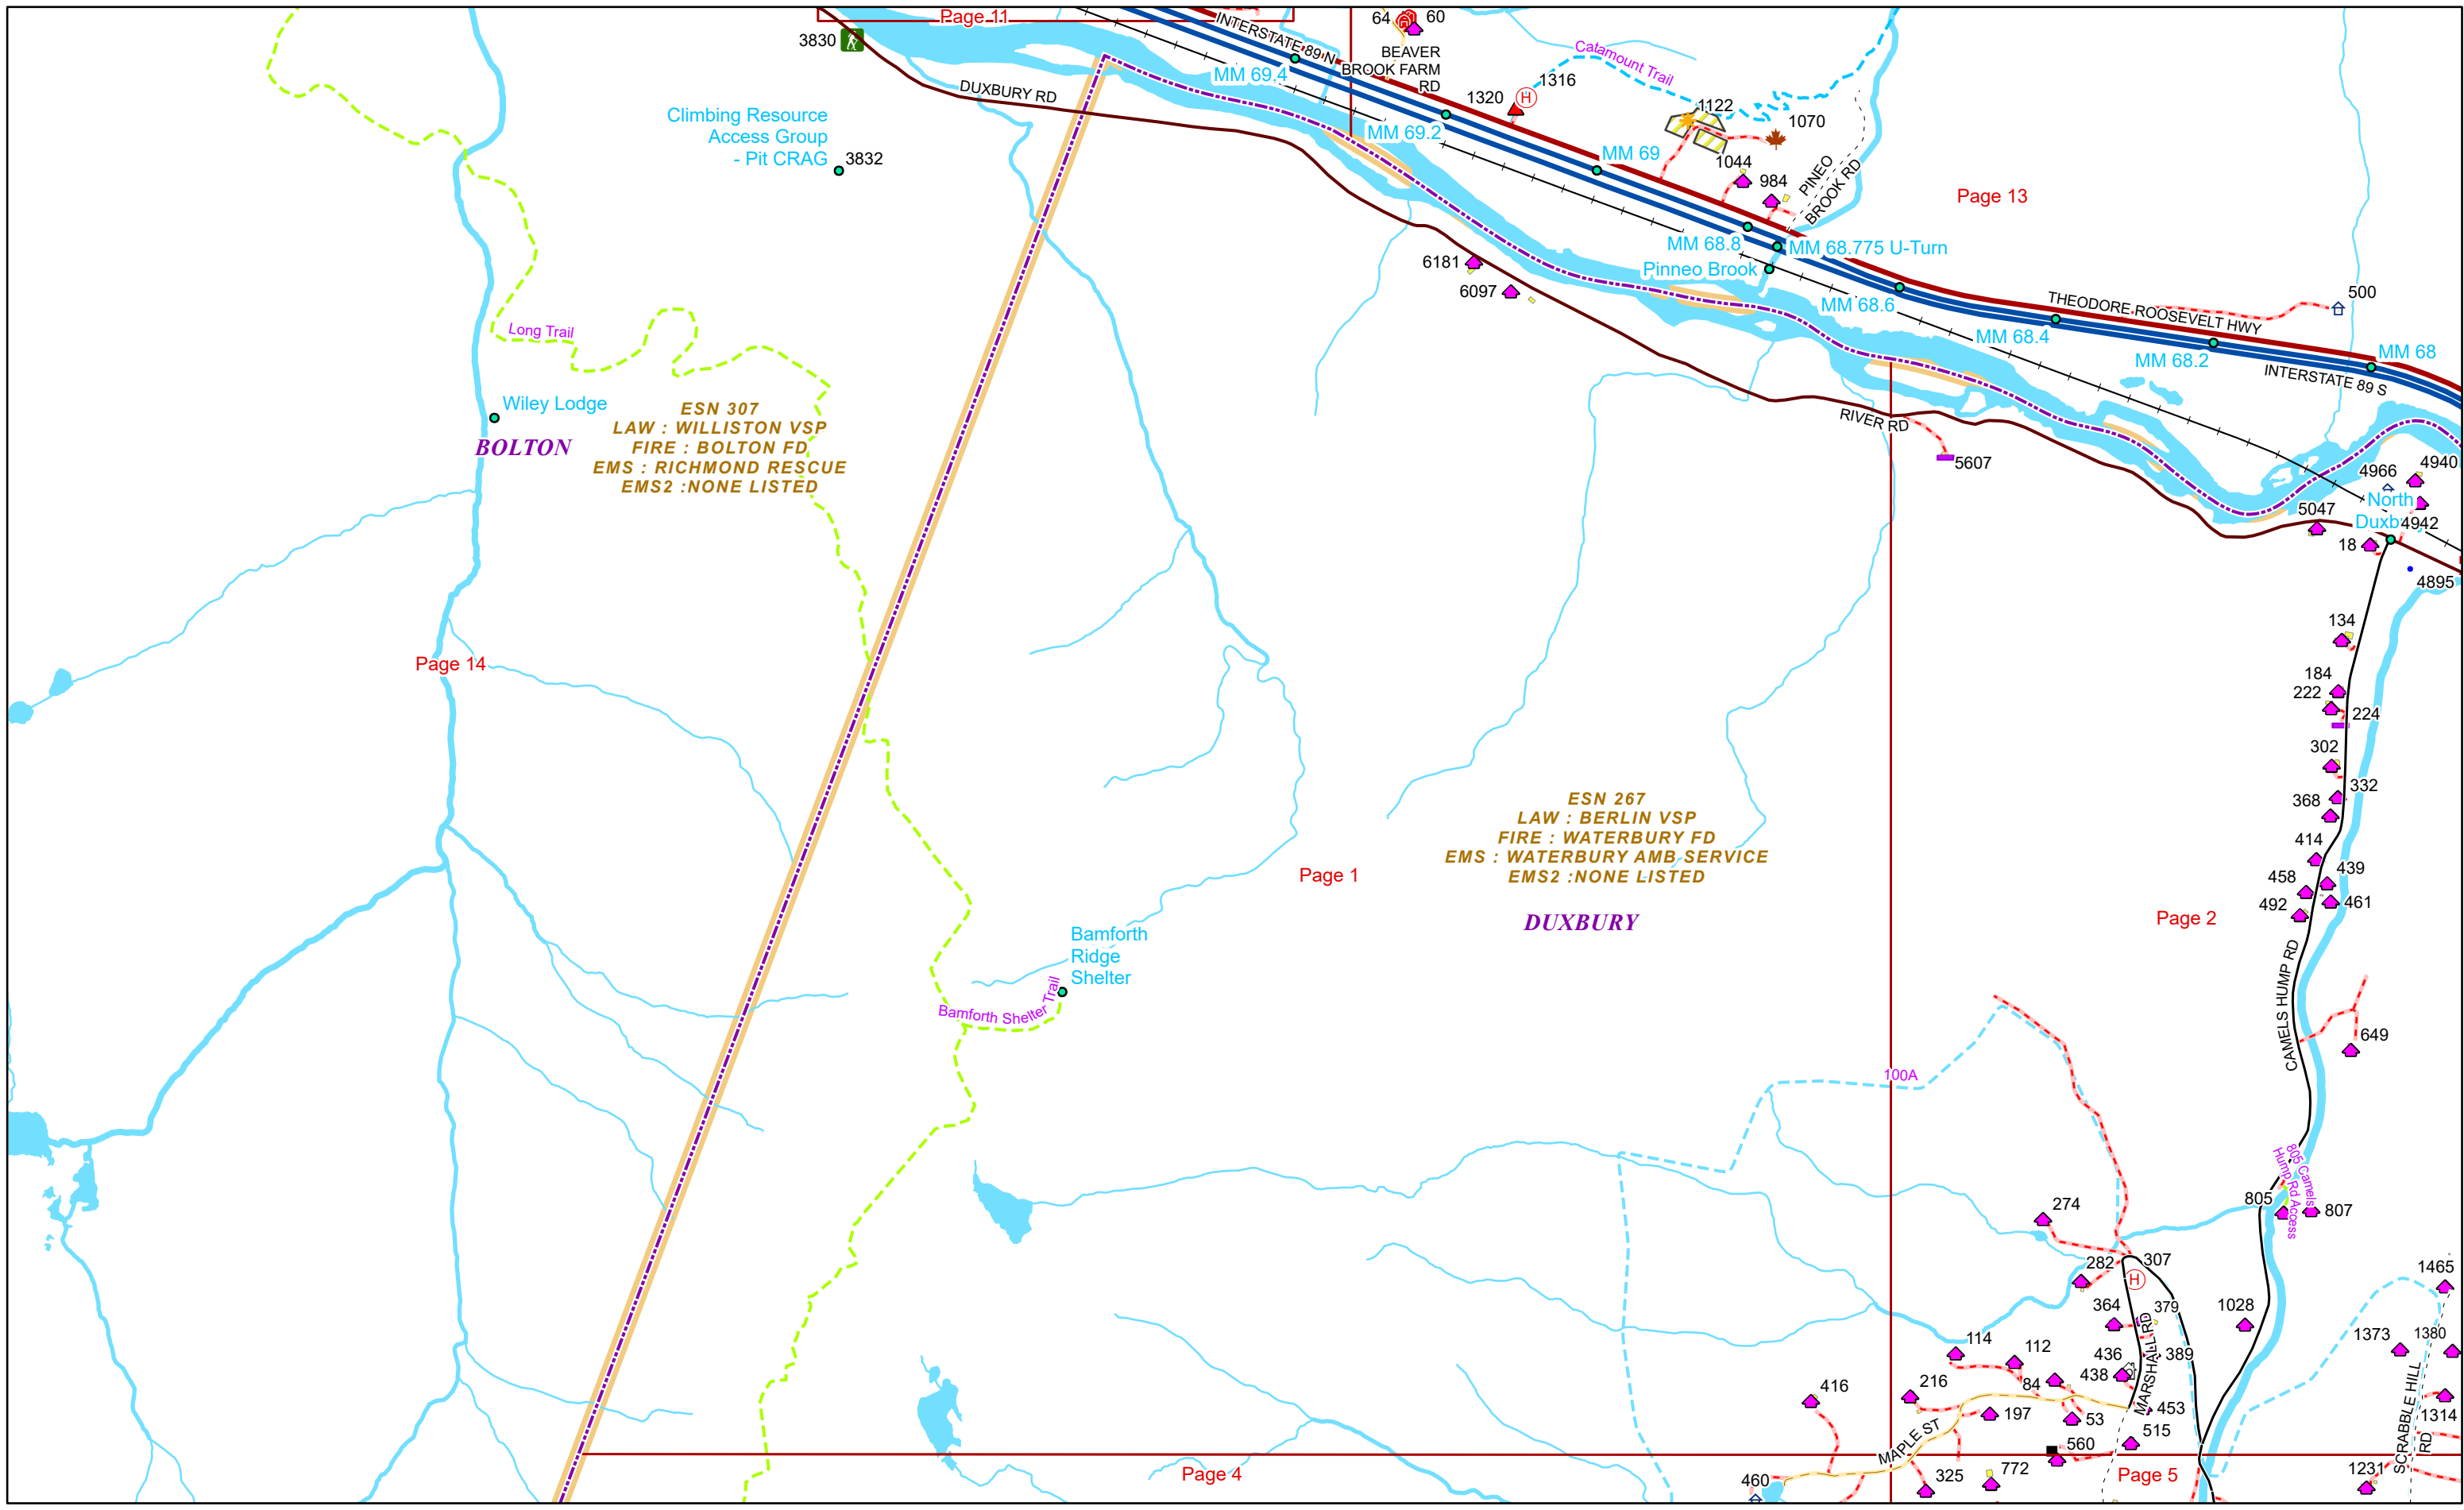 Page 11
64
60
3830
INTERSTATE 89 N
BEAVER
BROOK FARM
RD
Catamount Trail
MM 69.4
DUXBURY RD
1320
H
1316
1122
1070
Climbing Resource
Access Group
- Pit CRAG
3832
MM 69.2
MM 69
1044
984
PINEO
BROOK RD
Page 13
MM 68.8
MM 68.775 U-Turn
Pinneo Brook
6181
6097
MM 68.6
THEODORE ROOSEVELT HWY
500
MM 68.4
MM 68.2
MM 68
INTERSTATE 89 S
Long Trail
Wiley Lodge
BOLTON
ESN 307
LAW : WILLISTON VSP
FIRE : BOLTON FD
EMS : RICHMOND RESCUE
EMS2 :NONE LISTED
RIVER RD
5607
4966
4940
North
Duxb
4942
5047
18
4895
134
Page 14
184
222
224
302
332
368
414
439
458
461
492
ESN 267
LAW : BERLIN VSP
FIRE : WATERBURY FD
EMS : WATERBURY AMB SERVICE
EMS2 :NONE LISTED
Page 1
DUXBURY
Page 2
Bamforth
Ridge
Shelter
Bamforth Shelter Trail
CAMELS HUMP RD
649
100A
805 Camels
Hump Rd Access
805
807
274
282
307
H
364
379
1028
1465
1373
1380
114
112
436
389
438
MARSHALL RD
84
416
216
197
53
453
1314
SCRABBLE HILL
RD
515
MAPLE ST
560
Page 4
Page 5
460
325
772
1231